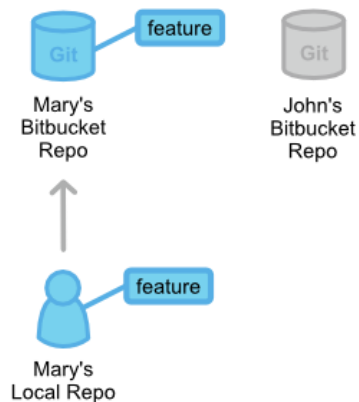 Git
feature
Mary's
Bitbucket
Repo
Git
John's
Bitbucket
Repo
feature
Mary's
Local Repo